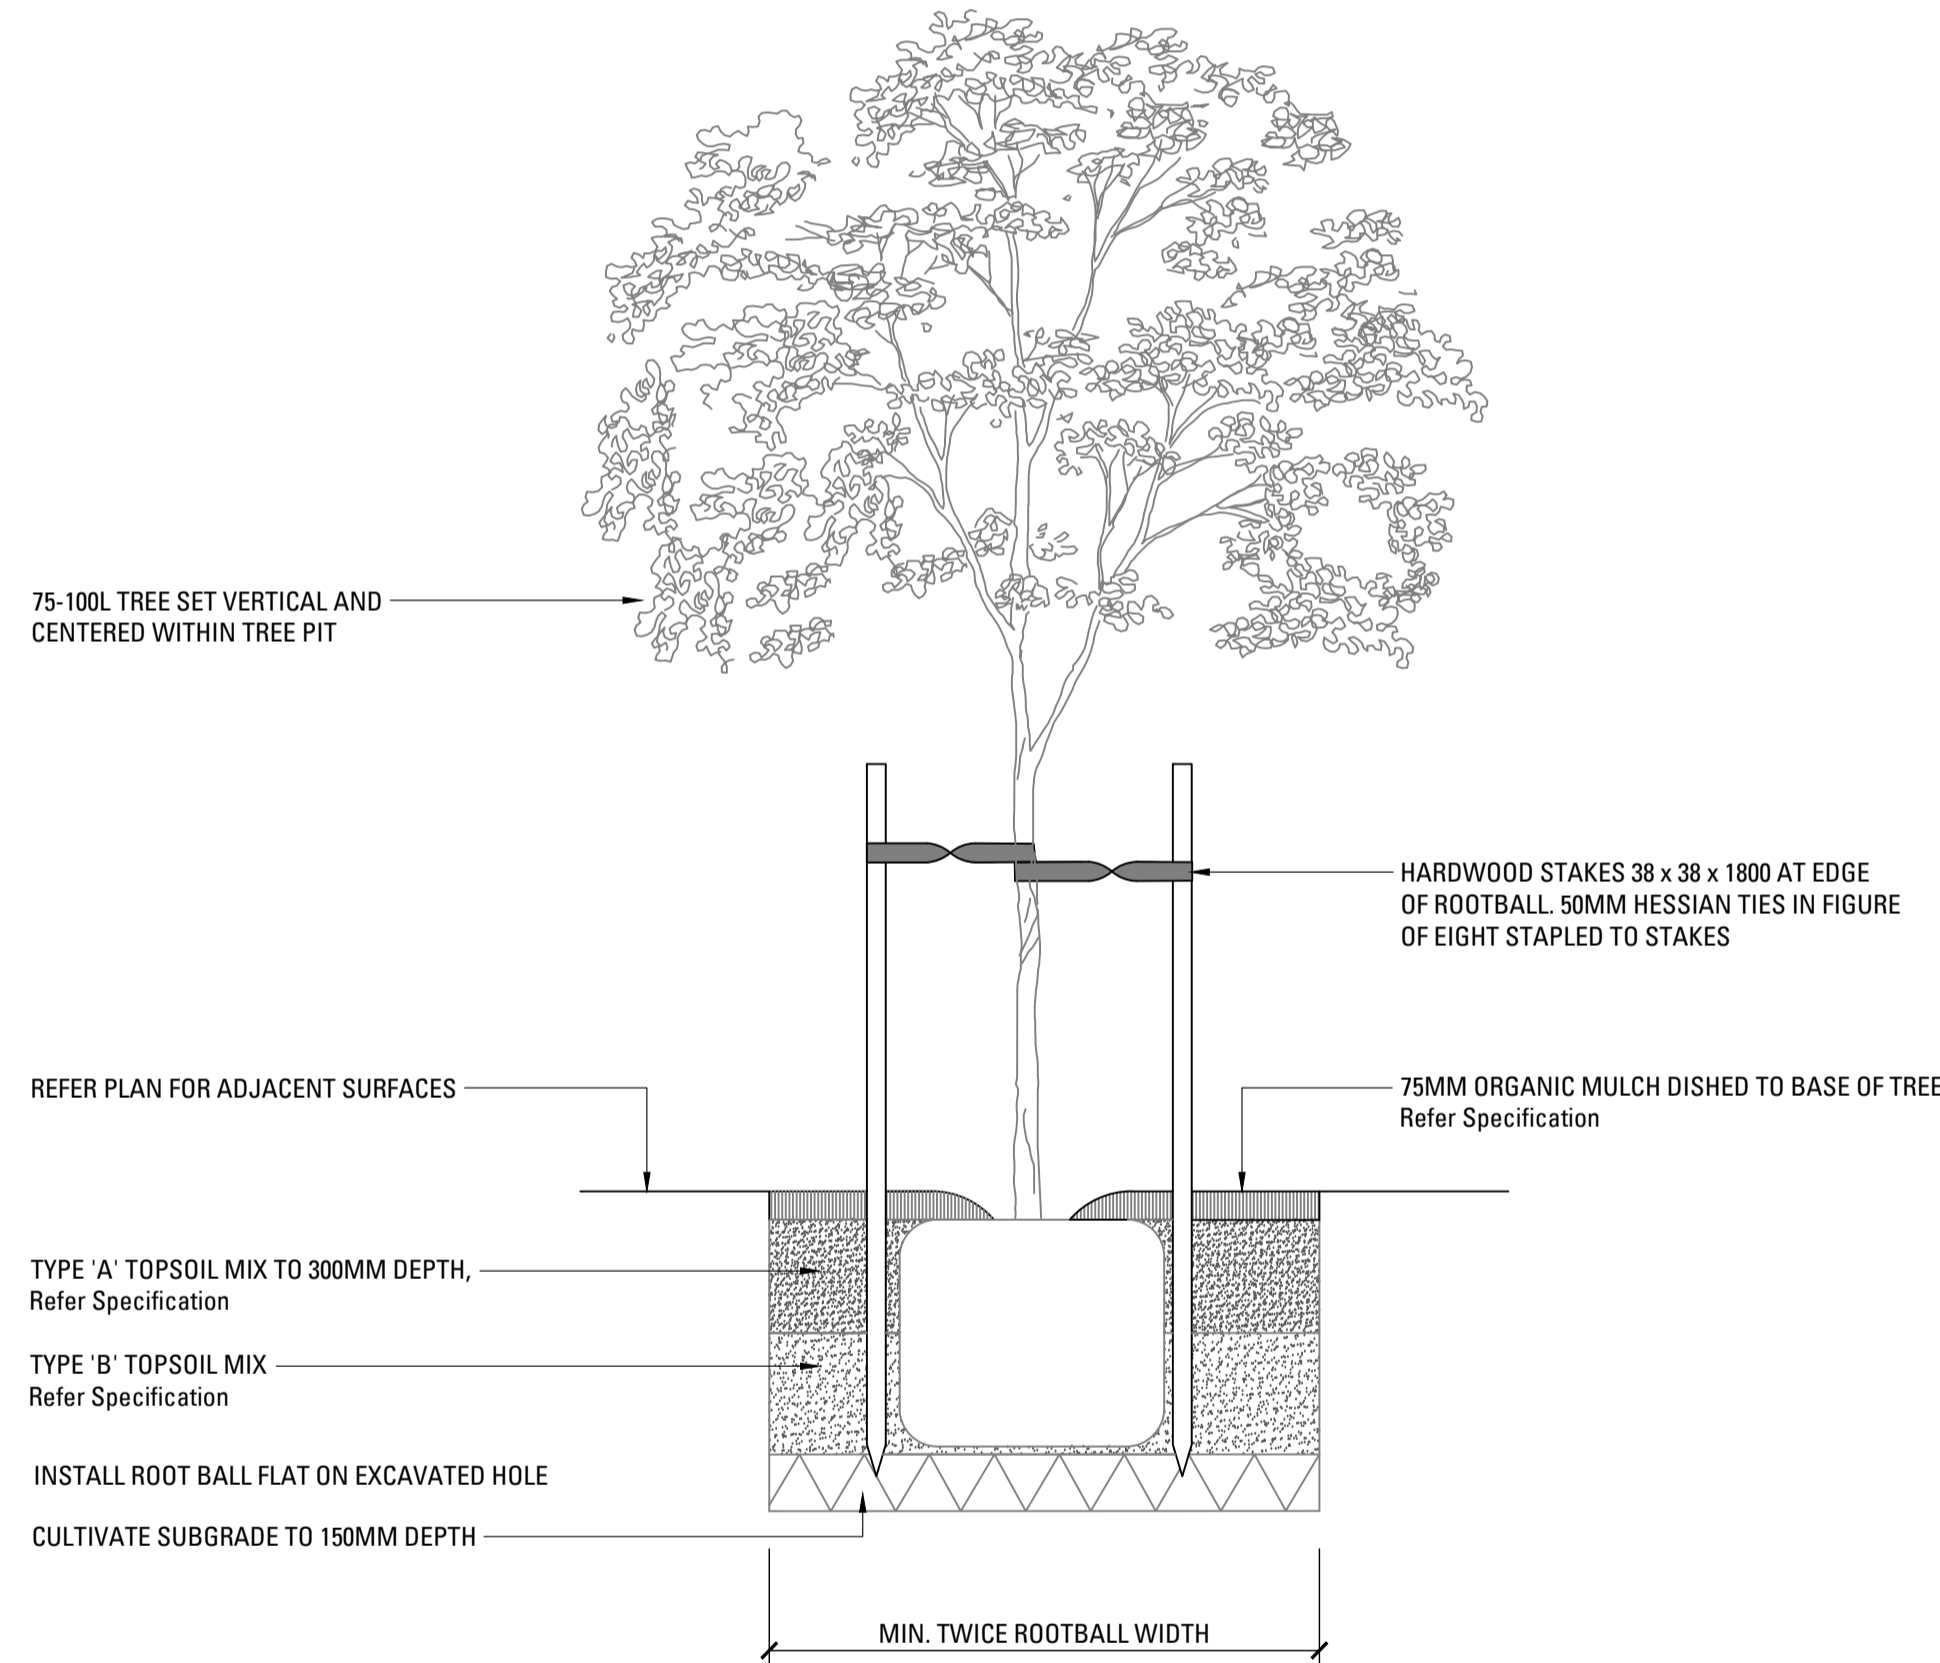 75-100L TREE SET VERTICAL AND
CENTERED WITHIN TREE PIT
HARDWOOD STAKES 38 x 38 x 1800 AT EDGE
OF ROOTBALL. 50MM HESSIAN TIES IN FIGURE
OF EIGHT STAPLED TO STAKES
REFER PLAN FOR ADJACENT SURFACES
75MM ORGANIC MULCH DISHED TO BASE OF TREE
Refer Specification
TYPE 'A' TOPSOIL MIX TO 300MM DEPTH,
Refer Specification
TYPE 'B' TOPSOIL MIX
Refer Specification
INSTALL ROOT BALL FLAT ON EXCAVATED HOLE
CULTIVATE SUBGRADE TO 150MM DEPTH
MIN. TWICE ROOTBALL WIDTH